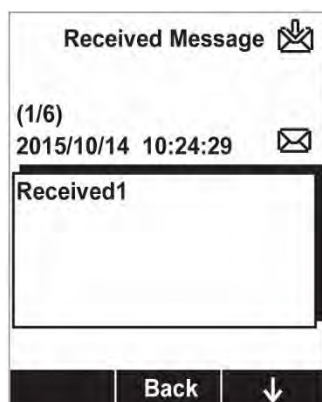 Received Message
(1/6)
2015/10/14 10:24:29
Received1
Back ↓